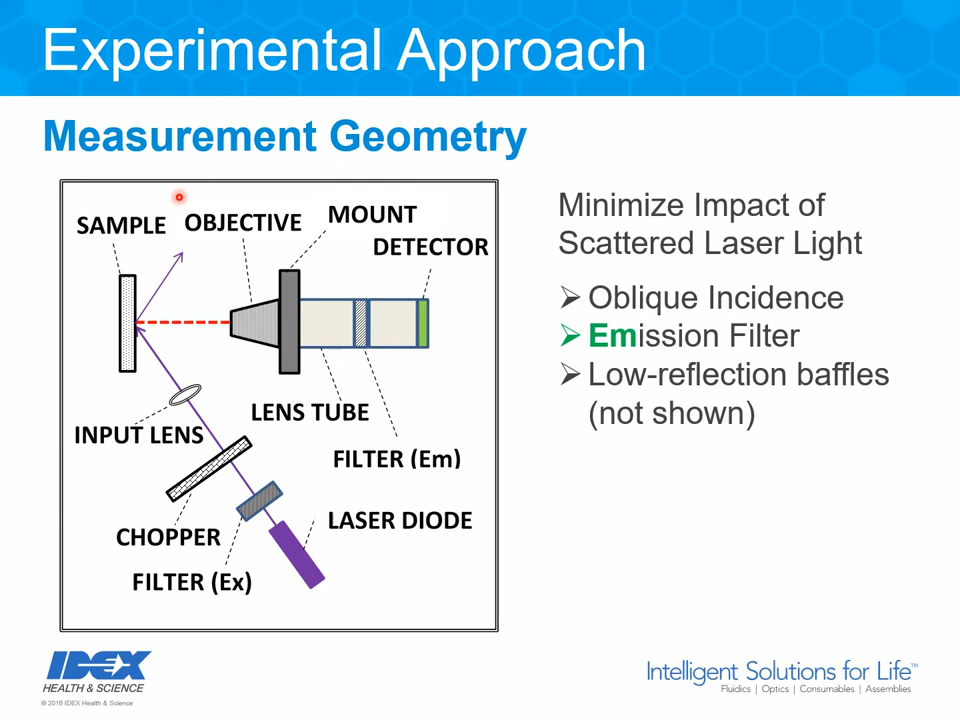 Experimental Approach
Measurement Geometry
SAMPLE
OBJECTIVE
MOUNT
DETECTOR
LENS TUBE
INPUT LENS
FILTER (Em)
CHOPPER
LASER DIODE
FILTER (Ex)
Minimize Impact of
Scattered Laser Light
Oblique Incidence
Emission Filter
Low-reflection baffles
(not shown)
IDEX
HEALTH & SCIENCE
© 2016 IDEX Health & Science
Intelligent Solutions for Life™
Fluidics | Optics | Consumables | Assemblies